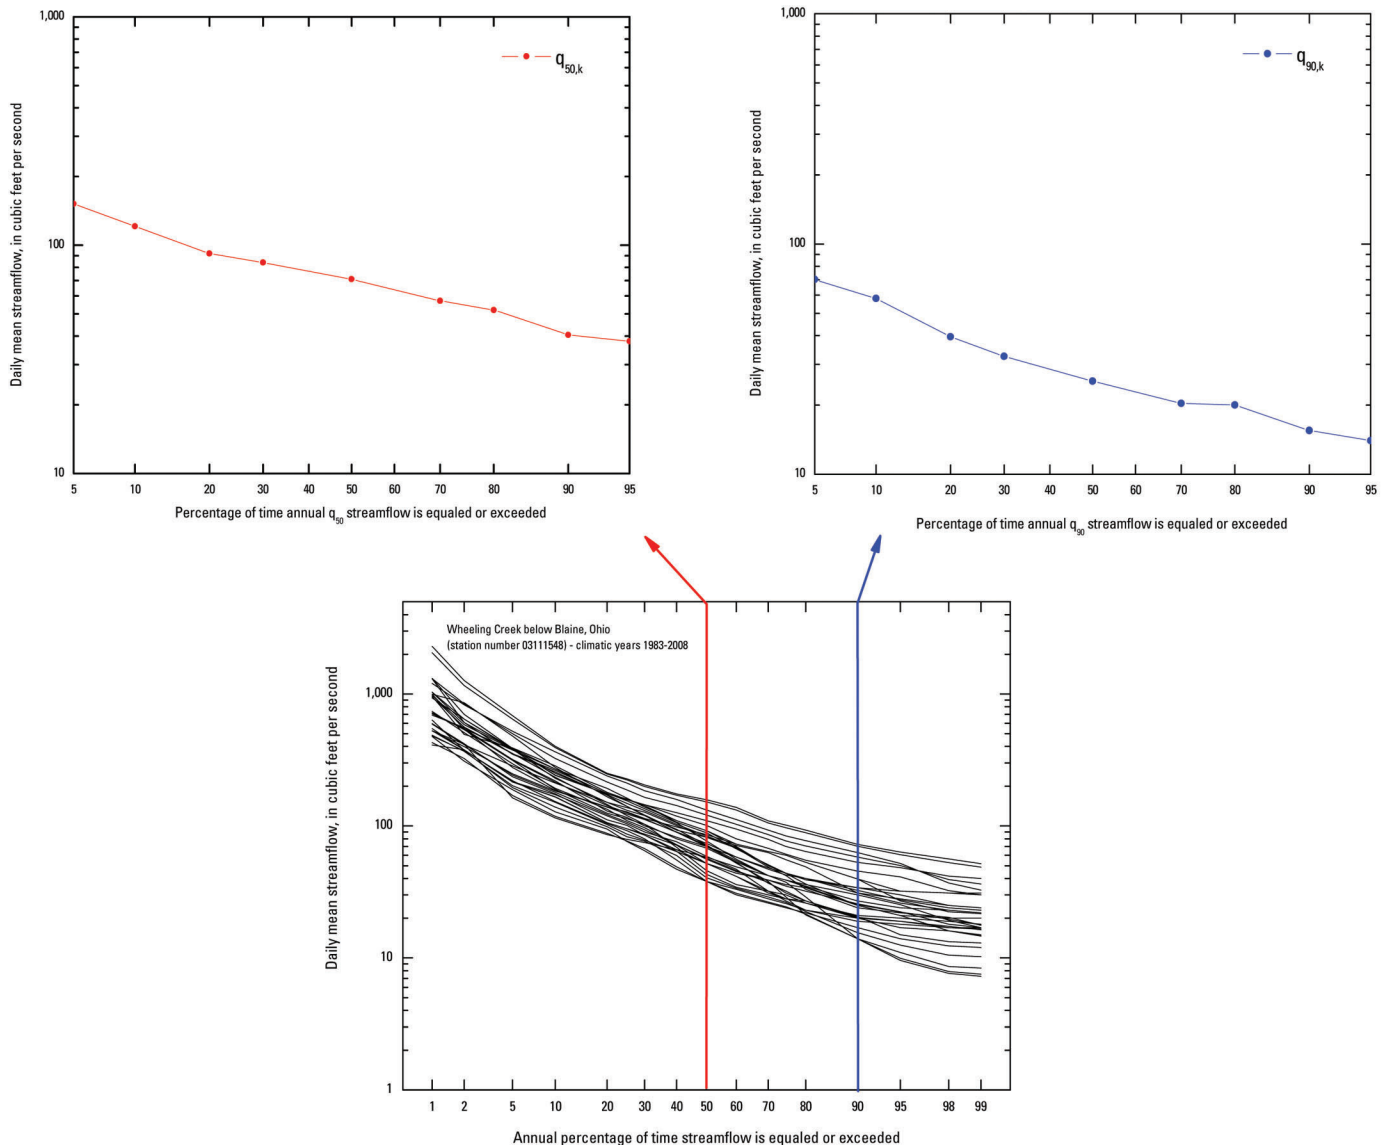 1,000
100
10
Daily mean streamflow, in cubic feet per second
q50,k
5 10 20 30 40 50 60 70 80 90 95
Percentage of time annual q50 streamflow is equaled or exceeded
1,000
100
10
Daily mean streamflow, in cubic feet per second
q90,k
5 10 20 30 40 50 60 70 80 90 95
Percentage of time annual q90 streamflow is equaled or exceeded
Wheeling Creek below Blaine, Ohio
(station number 03111548) - climatic years 1983-2008
1,000
100
10
1
Daily mean streamflow, in cubic feet per second
1 2 5 10 20 30 40 50 60 70 80 90 95 98 99
Annual percentage of time streamflow is equaled or exceeded